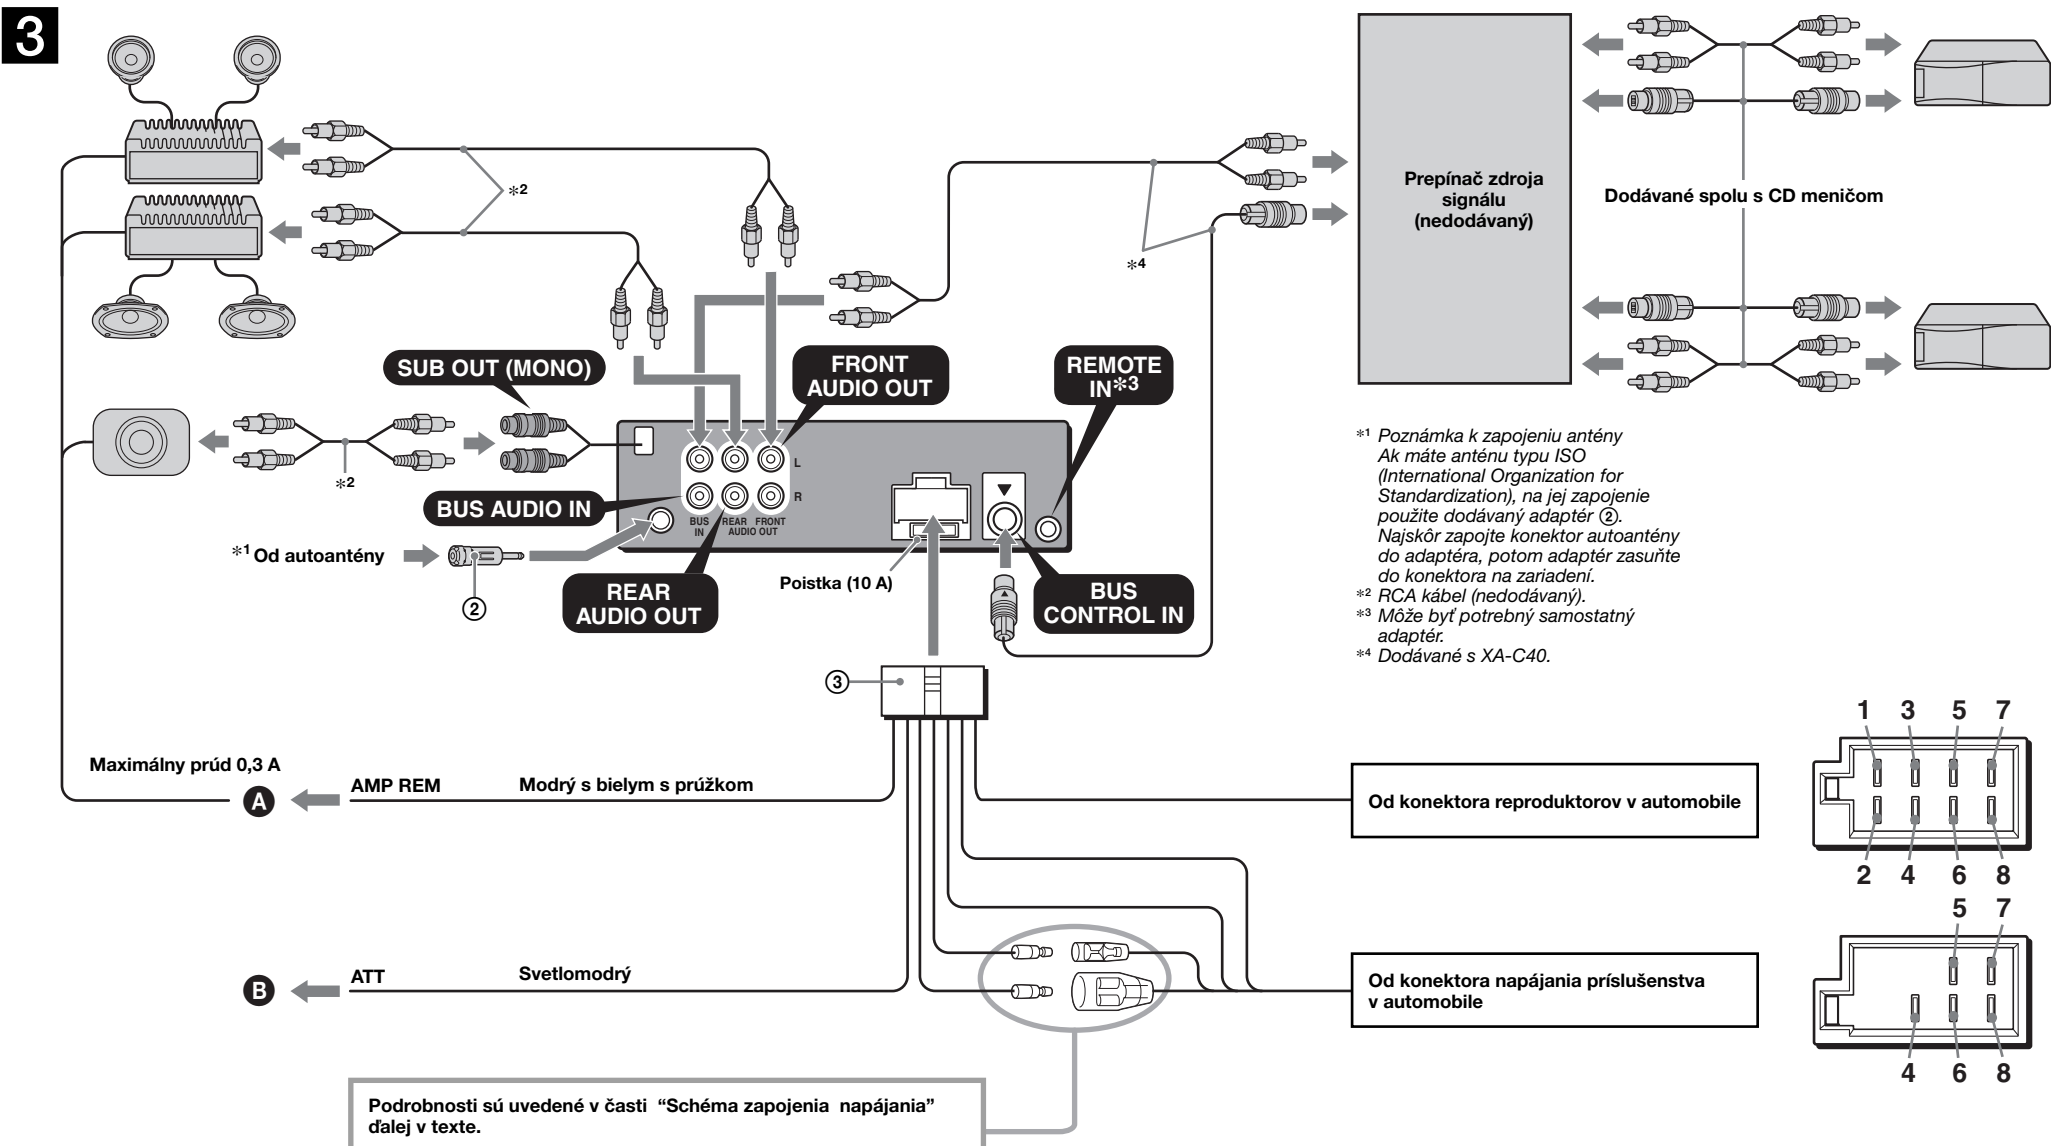 3
*2
*4
Prepínač zdroja
signálu
(nedodávaný)
Dodávané spolu s CD meničom
SUB OUT (MONO)
FRONT
AUDIO OUT
REMOTE
IN*3
*2
L
R
BUS AUDIO IN
BUS
IN
REAR FRONT
AUDIO OUT
*1 Od autoantény
2
REAR
AUDIO OUT
Poistka (10 A)
BUS
CONTROL IN
*1 Poznámka k zapojeniu antény
Ak máte anténu typu ISO
(International Organization for
Standardization), na jej zapojenie
použite dodávaný adaptér ②.
Najskôr zapojte konektor autoantény
do adaptéra, potom adaptér zasuňte
do konektora na zariadení.
*2 RCA kábel (nedodávaný).
*3 Môže byť potrebný samostatný
adaptér.
*4 Dodávané s XA-C40.
3
Maximálny prúd 0,3 A
A
AMP REM
Modrý s bielym s prúžkom
Od konektora reproduktorov v automobile
1 3 5 7
2 4 6 8
B
ATT
Svetlomodrý
Od konektora napájania príslušenstva
v automobile
5 7
4 6 8
Podrobnosti sú uvedené v časti “Schéma zapojenia napájania”
ďalej v texte.